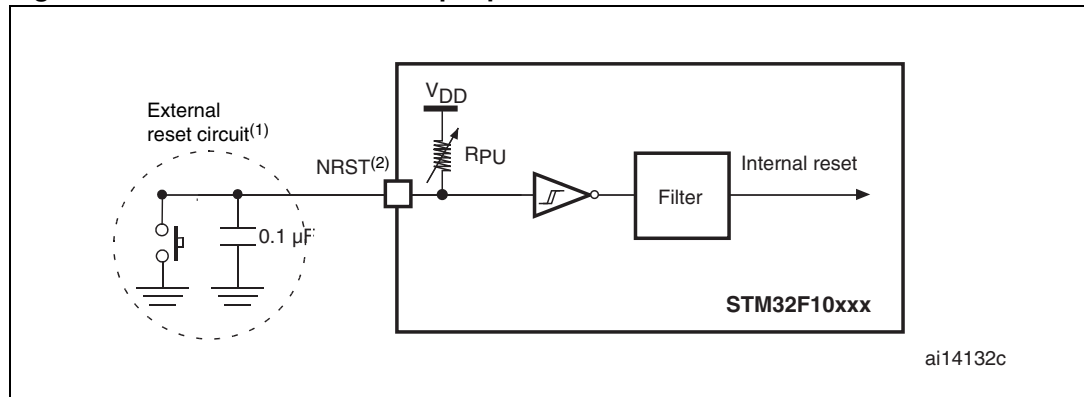 External
reset circuit(1)
VDD
NRST(2)
RPU
0.1 µF
Filter
Internal reset
STM32F10xxx
ai14132c